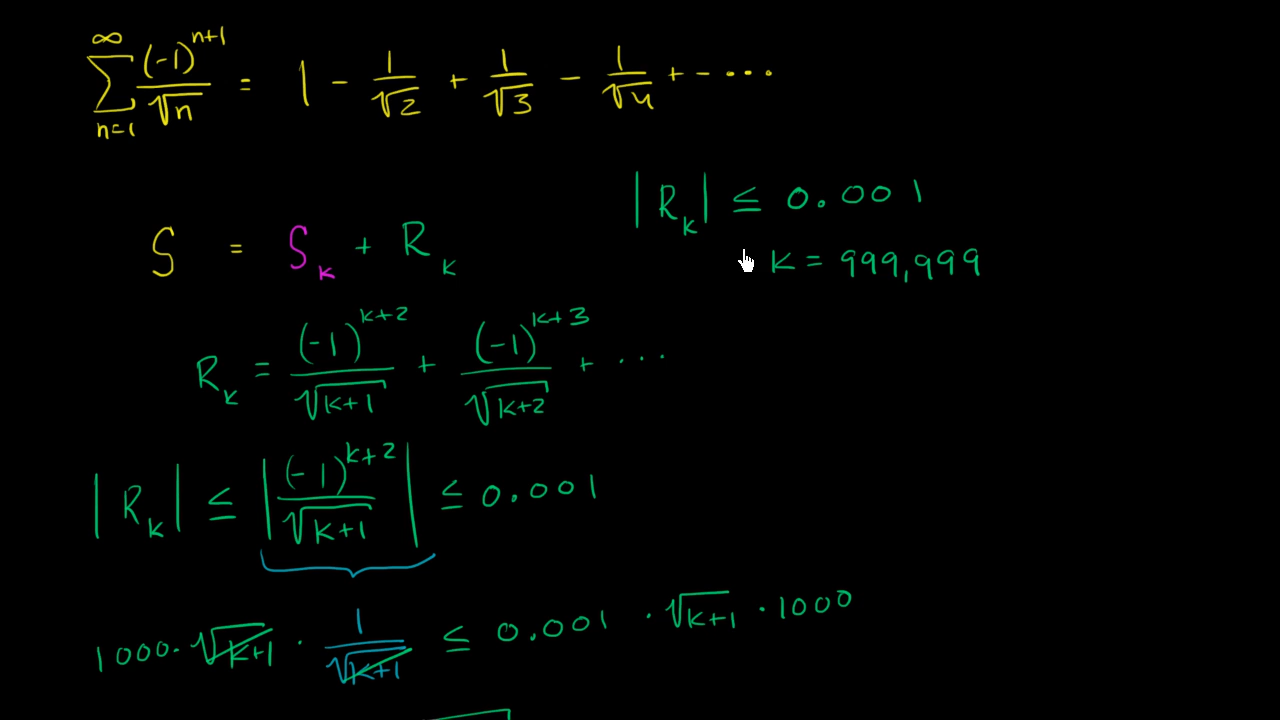 ∑_{n=1}^{∞} (-1)^{n+1}/√n = 1 - 1/√2 + 1/√3 - 1/√4 + - ⋯
|R_k| ≤ 0.001
S = S_k + R_k
k = 999,999
R_k = (-1)^{k+2}/√(k+1) + (-1)^{k+3}/√(k+2) + ⋯
|R_k| ≤ |(-1)^{k+2}/√(k+1)| ≤ 0.001
1000·√(k+1) · 1/√(k+1) ≤ 0.001 · √(k+1) · 1000